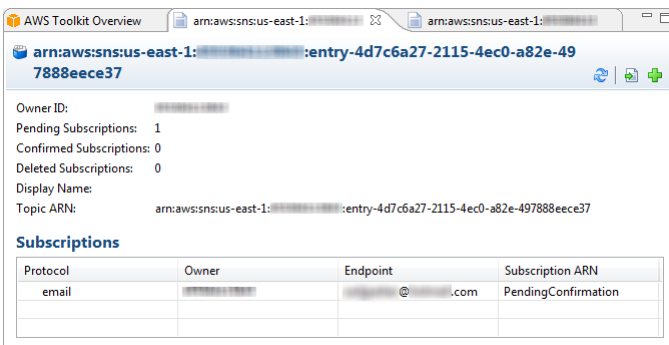 AWS Toolkit Overview
arn:aws:sns:us-east-1:
arn:aws:sns:us-east-1:
arn:aws:sns:us-east-1: :entry-4d7c6a27-2115-4ec0-a82e-49
7888eece37
Owner ID:
Pending Subscriptions: 1
Confirmed Subscriptions: 0
Deleted Subscriptions: 0
Display Name:
Topic ARN: arn:aws:sns:us-east-1: :entry-4d7c6a27-2115-4ec0-a82e-497888eece37
Subscriptions
Protocol Owner Endpoint Subscription ARN
email @ .com PendingConfirmation